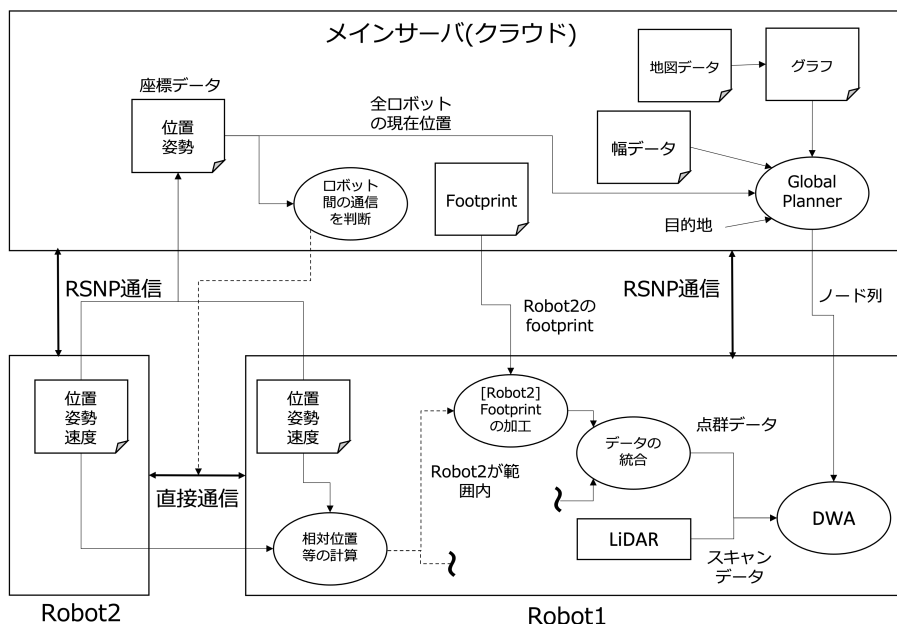 メインサーバ(クラウド)
座標データ
位置
姿勢
全ロボット
の現在位置
地図データ
グラフ
幅データ
ロボット
間の通信
を判断
Footprint
Global
Planner
目的地
RSNP通信
RSNP通信
ノード列
Robot2の
footprint
位置
姿勢
速度
位置
姿勢
速度
[Robot2]
Footprint
の加工
データの
統合
点群データ
Robot2が範
囲内
直接通信
相対位置
等の計算
LiDAR
スキャン
データ
DWA
Robot2
Robot1